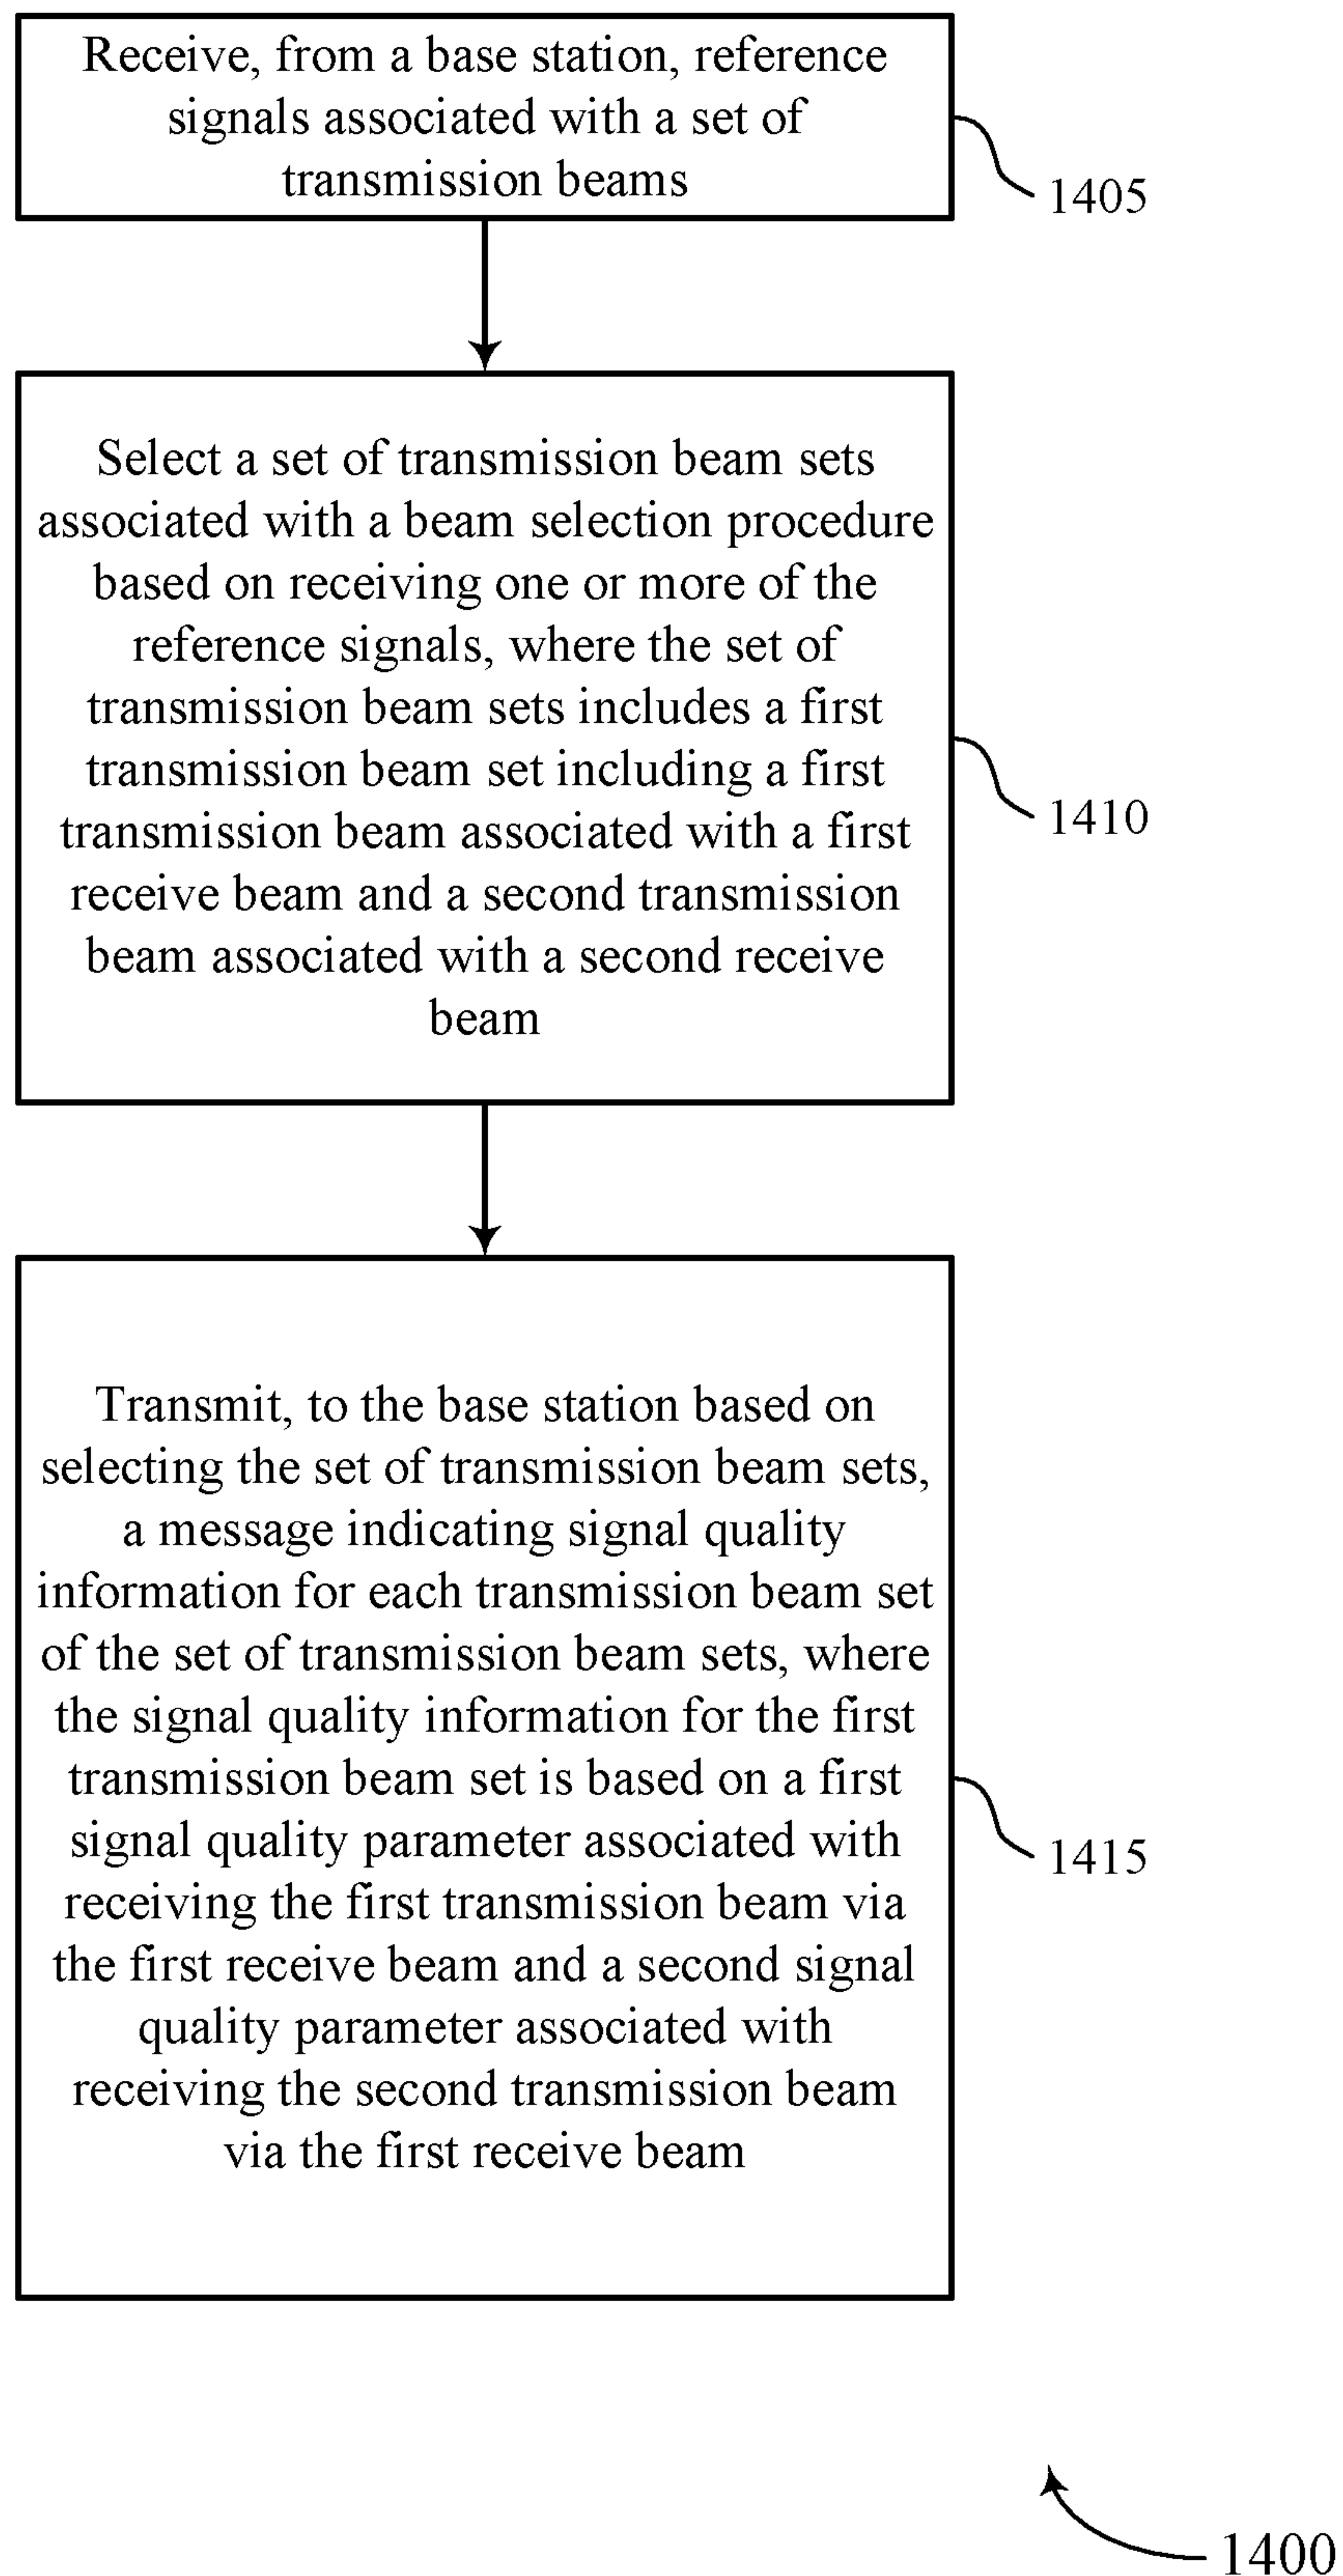 Receive, from a base station, reference
signals associated with a set of
transmission beams
1405
Select a set of transmission beam sets
associated with a beam selection procedure
based on receiving one or more of the
reference signals, where the set of
transmission beam sets includes a first
transmission beam set including a first
transmission beam associated with a first
receive beam and a second transmission
beam associated with a second receive
beam
1410
Transmit, to the base station based on
selecting the set of transmission beam sets,
a message indicating signal quality
information for each transmission beam set
of the set of transmission beam sets, where
the signal quality information for the first
transmission beam set is based on a first
signal quality parameter associated with
receiving the first transmission beam via
the first receive beam and a second signal
quality parameter associated with
receiving the second transmission beam
via the first receive beam
1415
1400